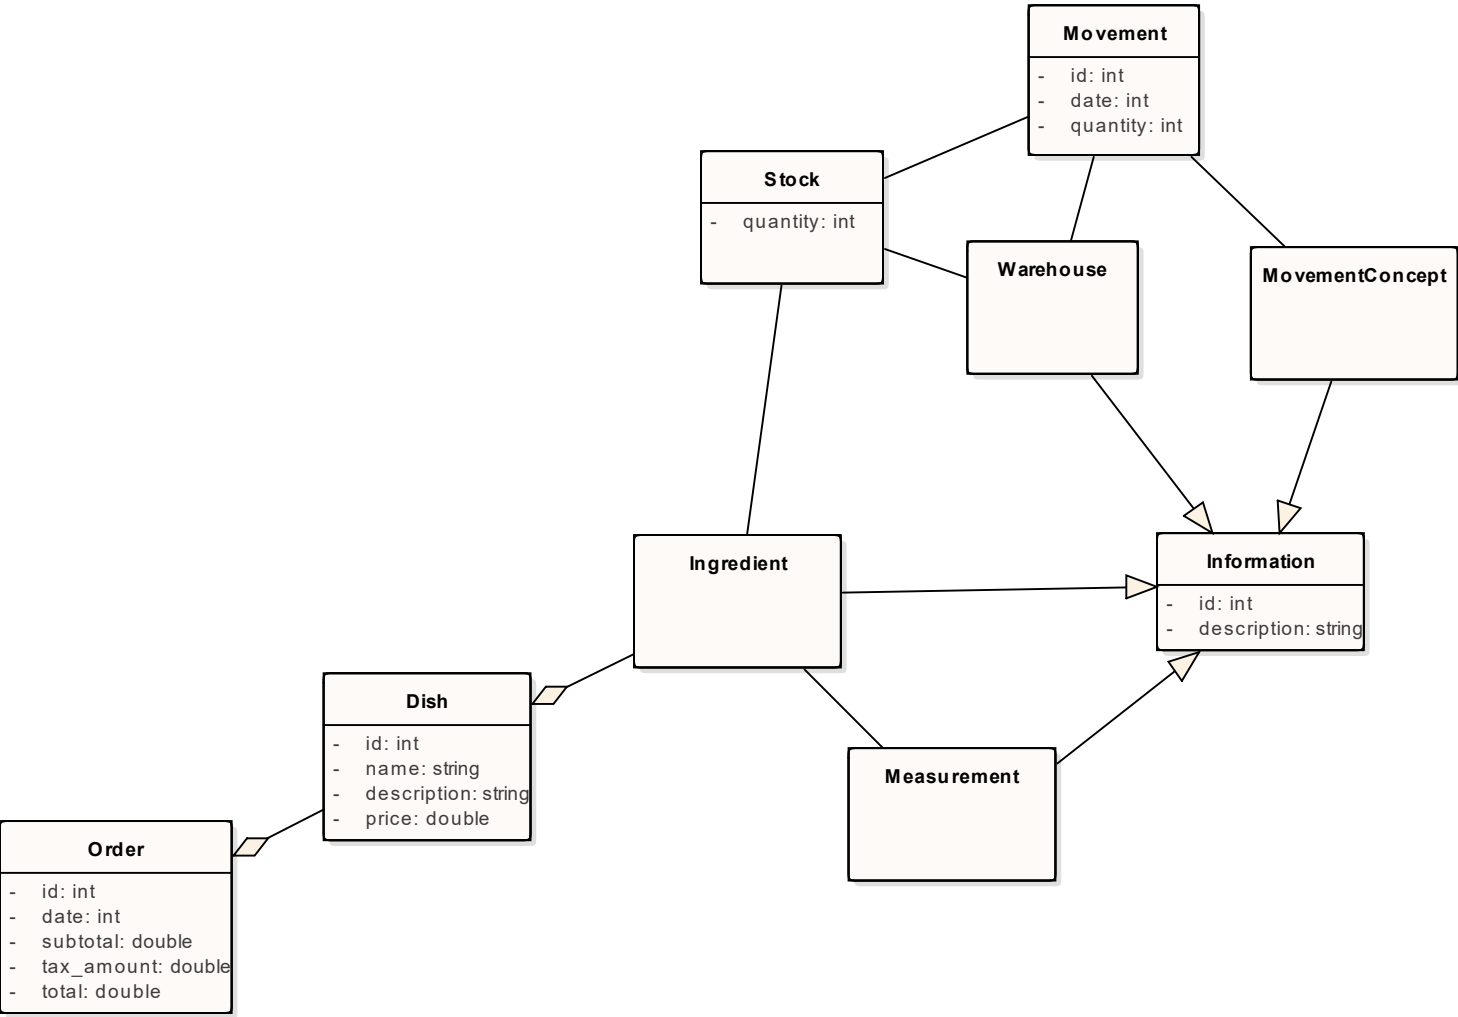 Movement
- id: int
- date: int
- quantity: int
Stock
- quantity: int
Warehouse
MovementConcept
Ingredient
Information
- id: int
- description: string
Dish
- id: int
- name: string
- description: string
- price: double
Measurement
Order
- id: int
- date: int
- subtotal: double
- tax_amount: double
- total: double